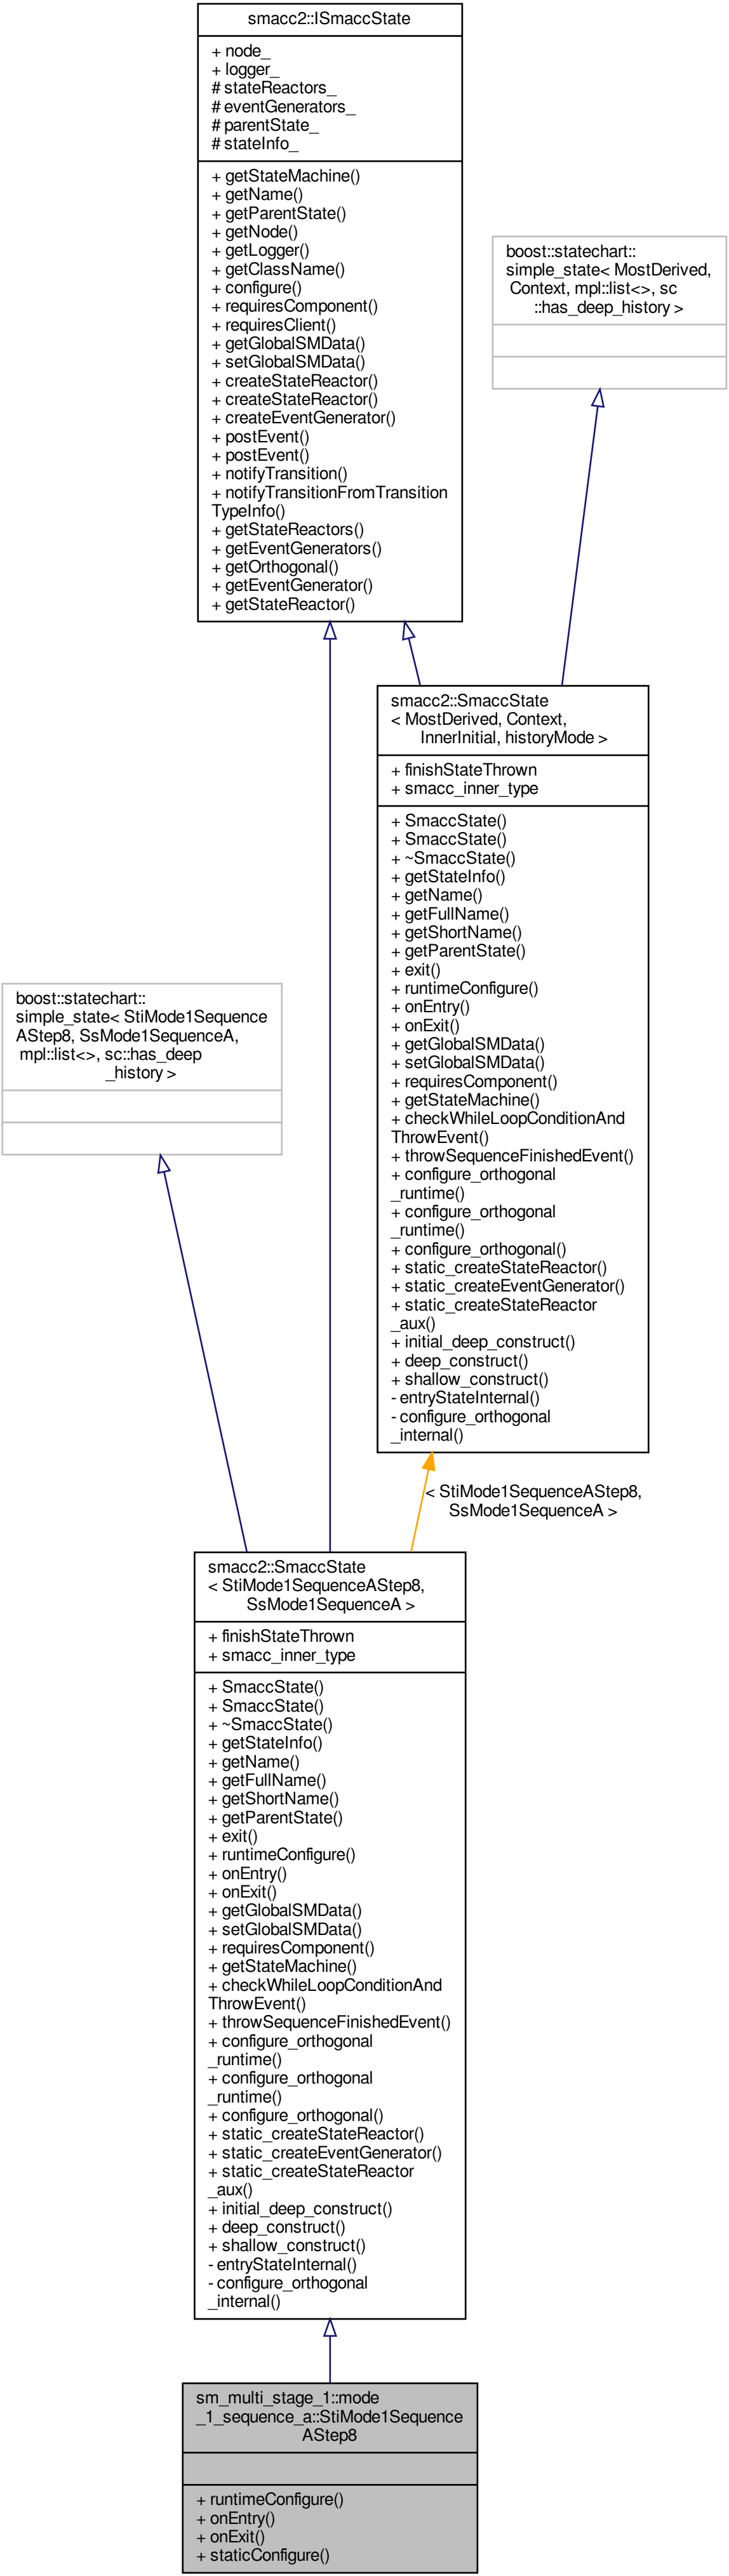 smacc2::ISmaccState
+ node_
+ logger_
# stateReactors_
# eventGenerators_
# parentState_
# stateInfo_
+ getStateMachine()
+ getName()
+ getParentState()
+ getNode()
+ getLogger()
+ getClassName()
+ configure()
+ requiresComponent()
+ requiresClient()
+ getGlobalSMData()
+ setGlobalSMData()
+ createStateReactor()
+ createStateReactor()
+ createEventGenerator()
+ postEvent()
+ postEvent()
+ notifyTransition()
+ notifyTransitionFromTransition
TypeInfo()
+ getStateReactors()
+ getEventGenerators()
+ getOrthogonal()
+ getEventGenerator()
+ getStateReactor()
boost::statechart::
simple_state< MostDerived,
Context, mpl::list<>, sc
::has_deep_history >
smacc2::SmaccState
< MostDerived, Context,
InnerInitial, historyMode >
+ finishStateThrown
+ smacc_inner_type
+ SmaccState()
+ SmaccState()
+ ~SmaccState()
+ getStateInfo()
+ getName()
+ getFullName()
+ getShortName()
+ getParentState()
+ exit()
+ runtimeConfigure()
+ onEntry()
+ onExit()
+ getGlobalSMData()
+ setGlobalSMData()
+ requiresComponent()
+ getStateMachine()
+ checkWhileLoopConditionAnd
ThrowEvent()
+ throwSequenceFinishedEvent()
+ configure_orthogonal
_runtime()
+ configure_orthogonal
_runtime()
+ configure_orthogonal()
+ static_createStateReactor()
+ static_createEventGenerator()
+ static_createStateReactor
_aux()
+ initial_deep_construct()
+ deep_construct()
+ shallow_construct()
- entryStateInternal()
- configure_orthogonal
_internal()
boost::statechart::
simple_state< StiMode1Sequence
AStep8, SsMode1SequenceA,
mpl::list<>, sc::has_deep
_history >
< StiMode1SequenceAStep8,
SsMode1SequenceA >
smacc2::SmaccState
< StiMode1SequenceAStep8,
SsMode1SequenceA >
+ finishStateThrown
+ smacc_inner_type
+ SmaccState()
+ SmaccState()
+ ~SmaccState()
+ getStateInfo()
+ getName()
+ getFullName()
+ getShortName()
+ getParentState()
+ exit()
+ runtimeConfigure()
+ onEntry()
+ onExit()
+ getGlobalSMData()
+ setGlobalSMData()
+ requiresComponent()
+ getStateMachine()
+ checkWhileLoopConditionAnd
ThrowEvent()
+ throwSequenceFinishedEvent()
+ configure_orthogonal
_runtime()
+ configure_orthogonal
_runtime()
+ configure_orthogonal()
+ static_createStateReactor()
+ static_createEventGenerator()
+ static_createStateReactor
_aux()
+ initial_deep_construct()
+ deep_construct()
+ shallow_construct()
- entryStateInternal()
- configure_orthogonal
_internal()
sm_multi_stage_1::mode
_1_sequence_a::StiMode1Sequence
AStep8
+ runtimeConfigure()
+ onEntry()
+ onExit()
+ staticConfigure()